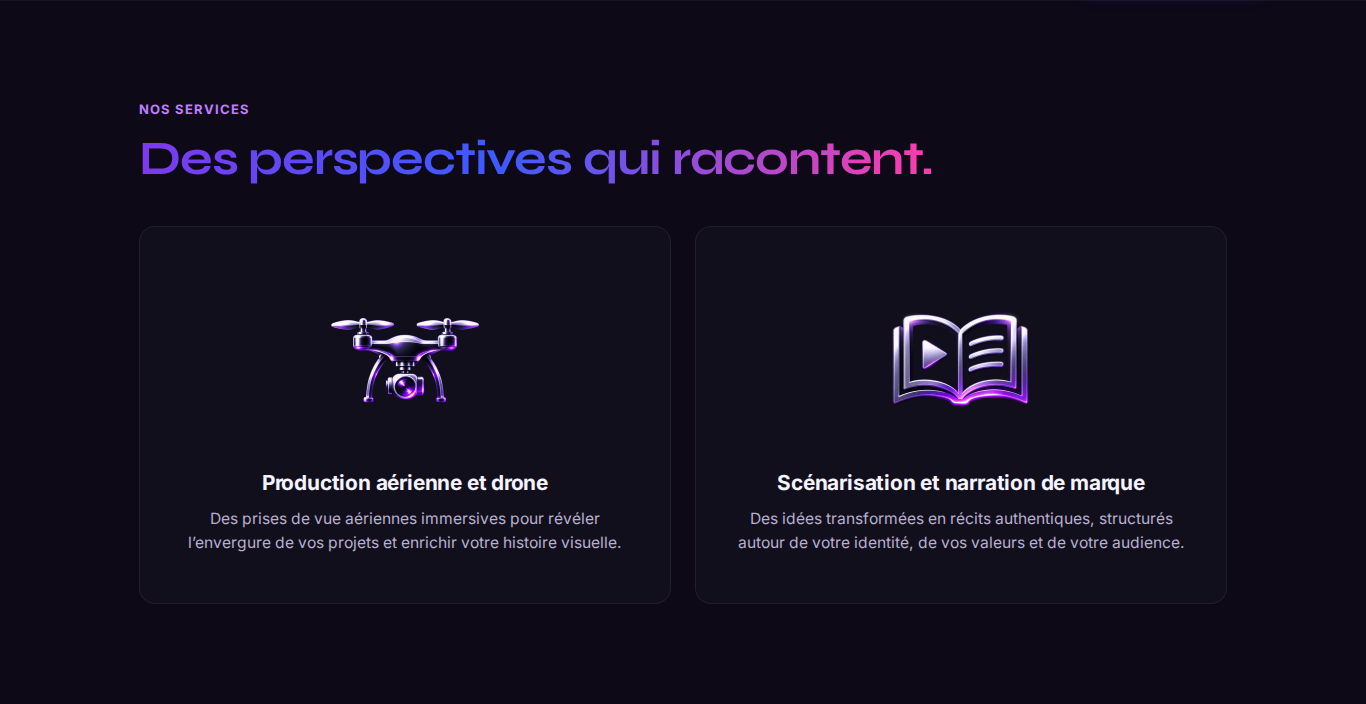 NOS SERVICES
Des perspectives qui racontent.
Production aérienne et drone
Des prises de vue aériennes immersives pour révéler
l’envergure de vos projets et enrichir votre histoire visuelle.
Scénarisation et narration de marque
Des idées transformées en récits authentiques, structurés
autour de votre identité, de vos valeurs et de votre audience.